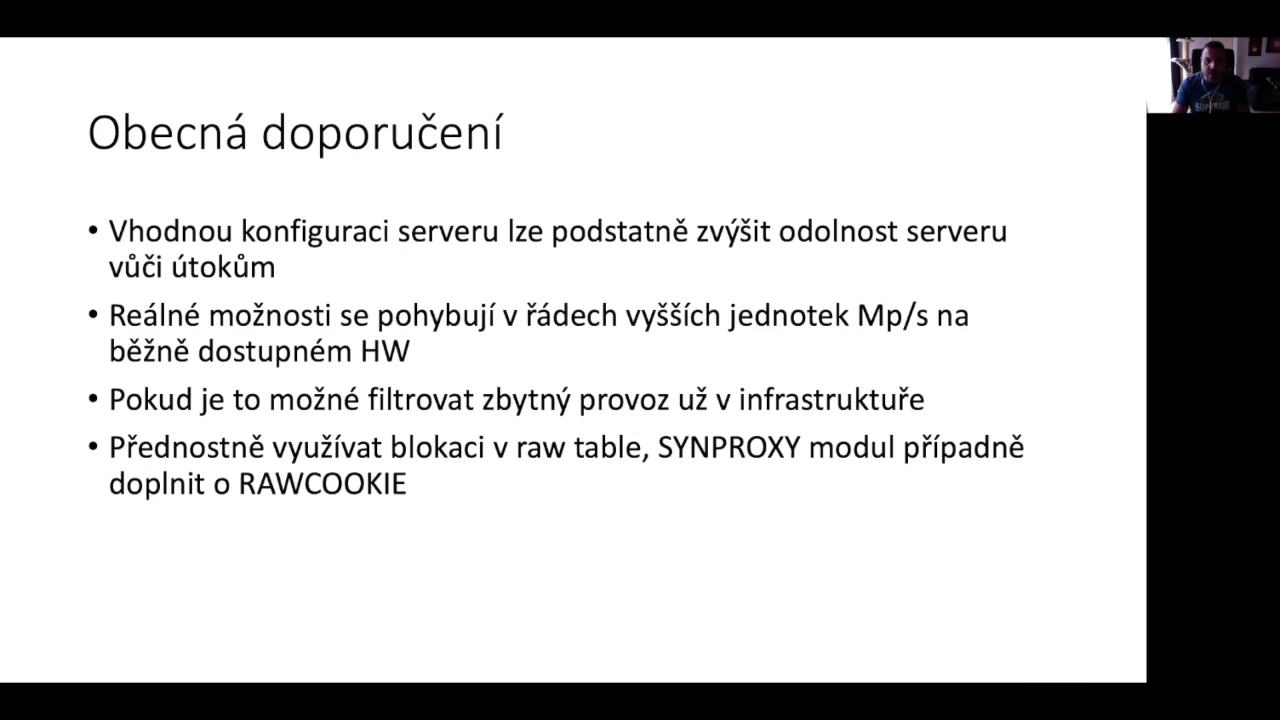 Obecná doporučení
• Vhodnou konfiguraci serveru lze podstatně zvýšit odolnost serveru
vůči útokům
• Reálné možnosti se pohybují v řádech vyšších jednotek Mp/s na
běžně dostupném HW
• Pokud je to možné filtrovat zbytný provoz už v infrastruktuře
• Přednostně využívat blokaci v raw table, SYNPROXY modul případně
doplnit o RAWCOOKIE